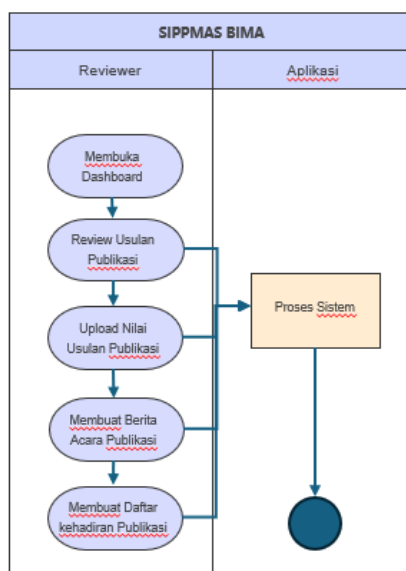 SIPPMAS BIMA
Reviewer
Aplikasi
Membuka
Dashboard
Review Usulan
Publikasi
Upload Nilai
Usulan Publikasi
Membuat Berita
Acara Publikasi
Membuat Daftar
kehadiran Publikasi
Proses Sistem